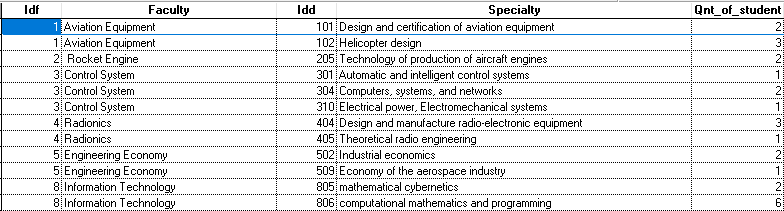 Idf Faculty Idd Specialty Qnt_of_student
1 Aviation Equipment 101 Design and certification of aviation equipment 2
1 Aviation Equipment 102 Helicopter design 3
2 Rocket Engine 205 Technology of production of aircraft engines 2
3 Control System 301 Automatic and intelligent control systems 1
3 Control System 304 Computers, systems, and networks 2
3 Control System 310 Electrical power, Electromechanical systems 1
4 Radionics 404 Design and manufacture radio-electronic equipment 3
4 Radionics 405 Theoretical radio engineering 1
5 Engineering Economy 502 Industrial economics 2
5 Engineering Economy 509 Economy of the aerospace industry 1
8 Information Technology 805 mathematical cybernetics 2
8 Information Technology 806 computational mathematics and programming 6